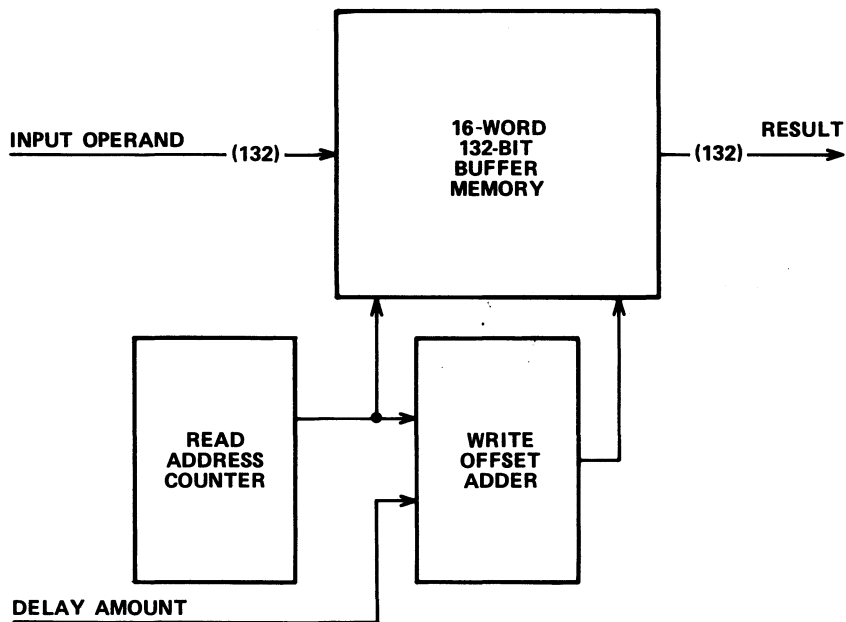 INPUT OPERAND
(132)
16-WORD
132-BIT
BUFFER
MEMORY
(132)
RESULT
READ
ADDRESS
COUNTER
WRITE
OFFSET
ADDER
DELAY AMOUNT